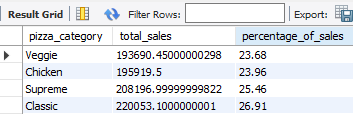 Result Grid Filter Rows: Export:
pizza_category total_sales percentage_of_sales
Veggie 193690.45000000298 23.68
Chicken 195919.5 23.96
Supreme 208196.99999999822 25.46
Classic 220053.1000000001 26.91